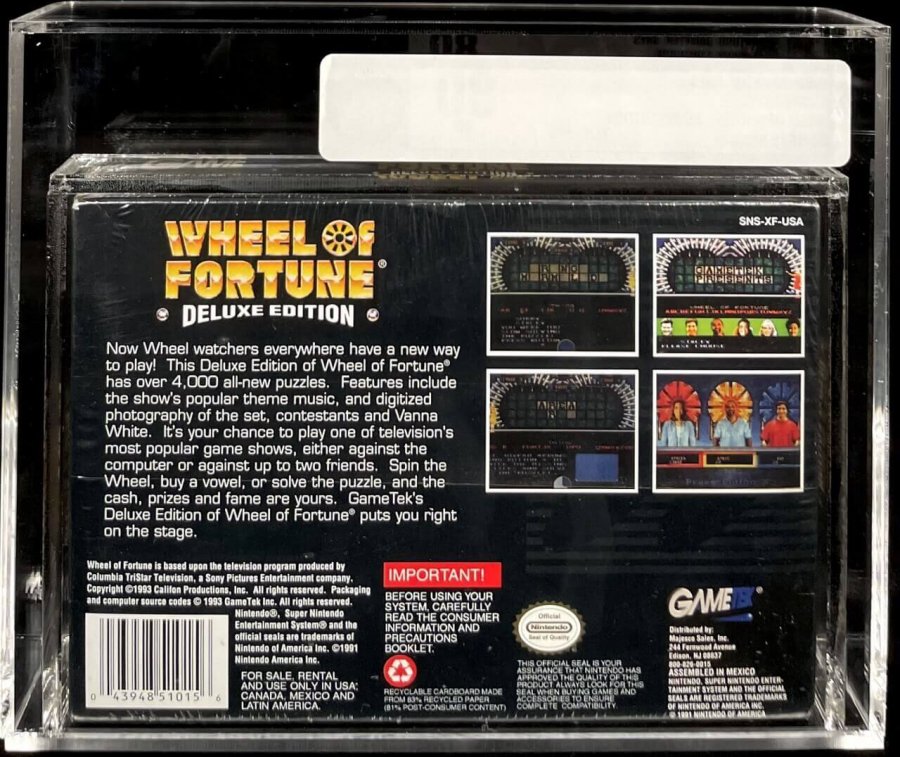 SNS-XF-USA
WHEEL OF
FORTUNE®
DELUXE EDITION
Now Wheel watchers everywhere have a new way
to play! This Deluxe Edition of Wheel of Fortune®
has over 4,000 all-new puzzles. Features include
the show's popular theme music, and digitized
photography of the set, contestants and Vanna
White. It's your chance to play one of television's
most popular game shows, either against the
computer or against up to two friends. Spin the
Wheel, buy a vowel, or solve the puzzle, and the
cash, prizes and fame are yours. GameTek's
Deluxe Edition of Wheel of Fortune® puts you right
on the stage.
GAMETEK
PRESENTS
WHEEL OF FORTUNE
PLEASE CHOOSE
Wheel of Fortune is based upon the television program produced by
Columbia TriStar Television, a Sony Pictures Entertainment company.
Copyright ©1993 Califon Productions, Inc. All rights reserved. Packaging
and computer source codes © 1993 GameTek Inc. All rights reserved.
Nintendo®, Super Nintendo
Entertainment System® and the
official seals are trademarks of
Nintendo of America Inc. ©1991
Nintendo America Inc.
FOR SALE, RENTAL
AND USE ONLY IN USA,
CANADA, MEXICO AND
LATIN AMERICA.
0 43948 51015 6
IMPORTANT!
BEFORE USING YOUR
SYSTEM, CAREFULLY
READ THE CONSUMER
INFORMATION AND
PRECAUTIONS
BOOKLET.
RECYCLABLE CARDBOARD MADE
FROM 83% RECYCLED PAPER
(81% POST-CONSUMER CONTENT)
Official
Nintendo
Seal of Quality
THIS OFFICIAL SEAL IS YOUR
ASSURANCE THAT NINTENDO HAS
APPROVED THE QUALITY OF THIS
PRODUCT. ALWAYS LOOK FOR THIS
SEAL WHEN BUYING GAMES AND
ACCESSORIES TO ENSURE
COMPLETE COMPATIBILITY.
GAMETEK®
Distributed by:
Majesco Sales, Inc.
244 Fernwood Avenue
Edison, NJ 08837
800-826-0015
ASSEMBLED IN MEXICO
NINTENDO, SUPER NINTENDO ENTER-
TAINMENT SYSTEM AND THE OFFICIAL
SEALS ARE REGISTERED TRADEMARKS
OF NINTENDO OF AMERICA INC.
© 1991 NINTENDO OF AMERICA